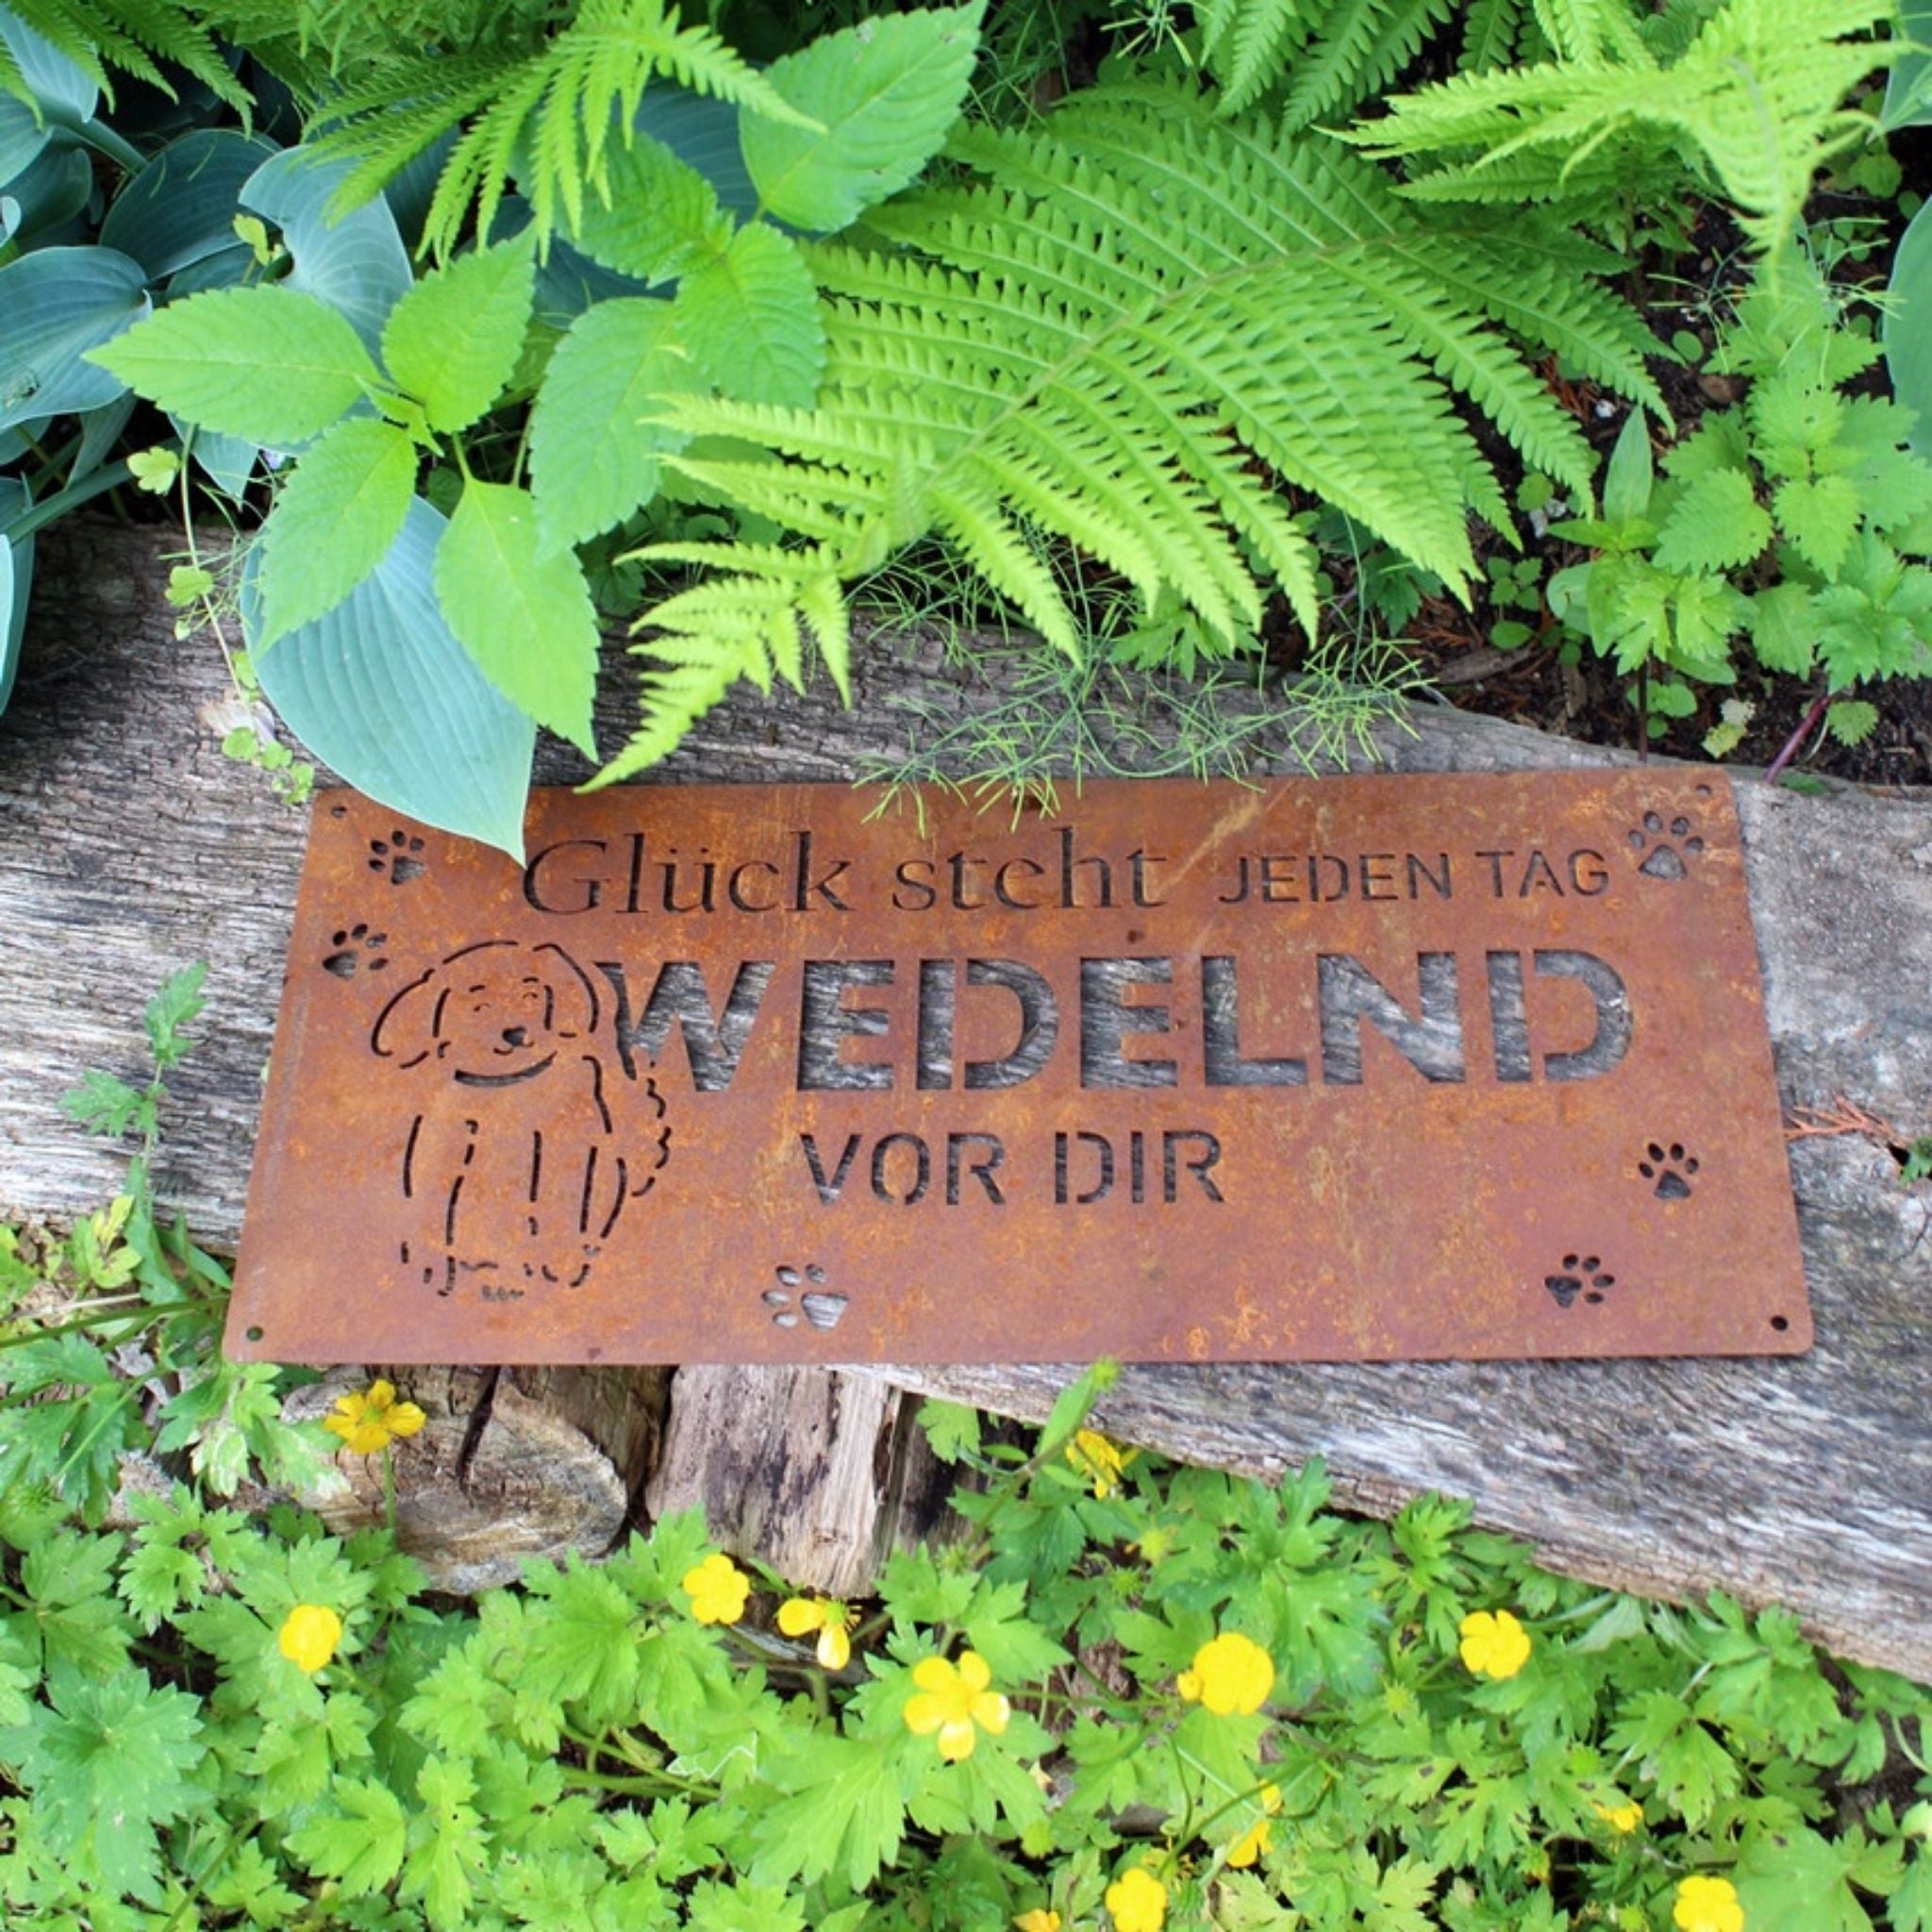 Glück steht JEDEN TAG
WEDELND
VOR DIR